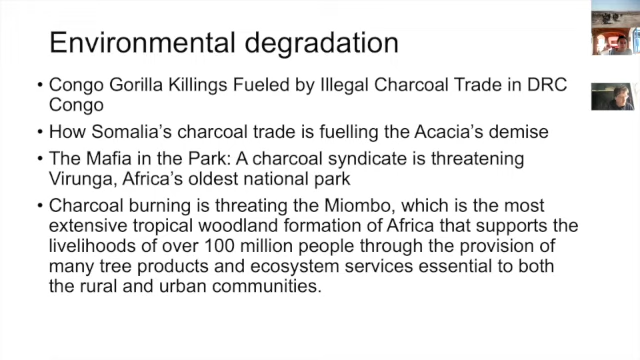 Environmental degradation
• Congo Gorilla Killings Fueled by Illegal Charcoal Trade in DRC
Congo
• How Somalia's charcoal trade is fuelling the Acacia's demise
• The Mafia in the Park: A charcoal syndicate is threatening
Virunga, Africa's oldest national park
• Charcoal burning is threating the Miombo, which is the most
extensive tropical woodland formation of Africa that supports the
livelihoods of over 100 million people through the provision of
many tree products and ecosystem services essential to both
the rural and urban communities.